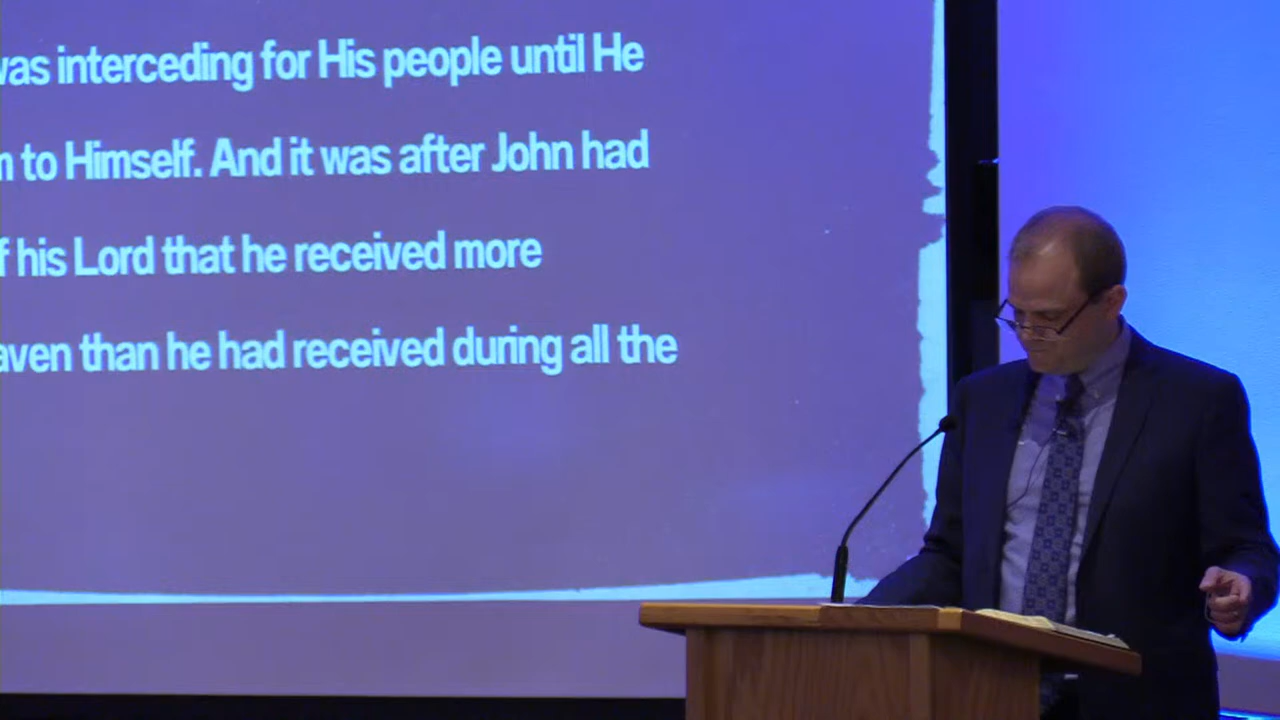 was interceding for His people until He
to Himself. And it was after John had
his Lord that he received more
than he had received during all the